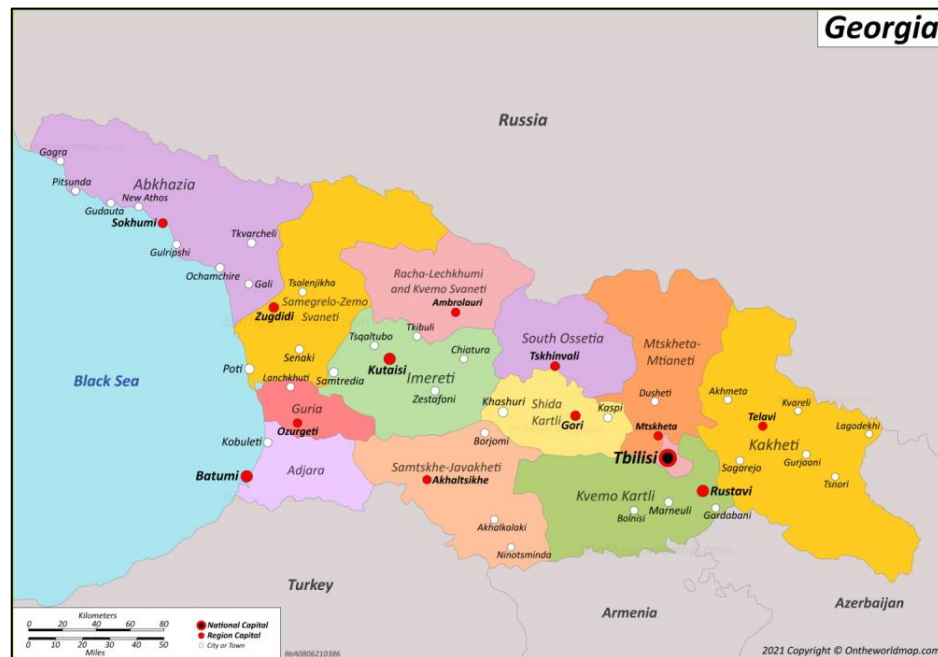 Georgia
Russia
Gagra
Pitsunda
Abkhazia
Gudauta
New Athos
Sokhumi
Tkvarcheli
Gulripshi
Ochamchire
Gali
Tsalenjikha
Samegrelo-Zemo
Svaneti
Zugdidi
Racha-Lechkhumi
and Kvemo Svaneti
Ambrolauri
Tkibuli
Tsqaltubo
Chiatura
Kutaisi
Imereti
Zestafoni
Senaki
Poti
Samtredia
Lanchkhuti
Guria
Ozurgeti
Black Sea
South Ossetia
Tskhinvali
Mtskheta-
Mtianeti
Dusheti
Mtskheta
Khashuri
Shida
Kartli
Gori
Kaspi
Akhmeta
Kvareli
Telavi
Lagodekhi
Kakheti
Sagarejo
Gurjaani
Tsnori
Tbilisi
Kobuleti
Batumi
Adjara
Borjomi
Samtskhe-Javakheti
Akhaltsikhe
Akhalkalaki
Ninotsminda
Kvemo Kartli
Rustavi
Bolnisi
Marneuli
Gardabani
Turkey
Armenia
Azerbaijan
Kilometers
0 20 40 60 80
0 10 20 30 40 50
Miles
National Capital
Region Capital
City or Town
2021 Copyright © Ontheworldmap.com